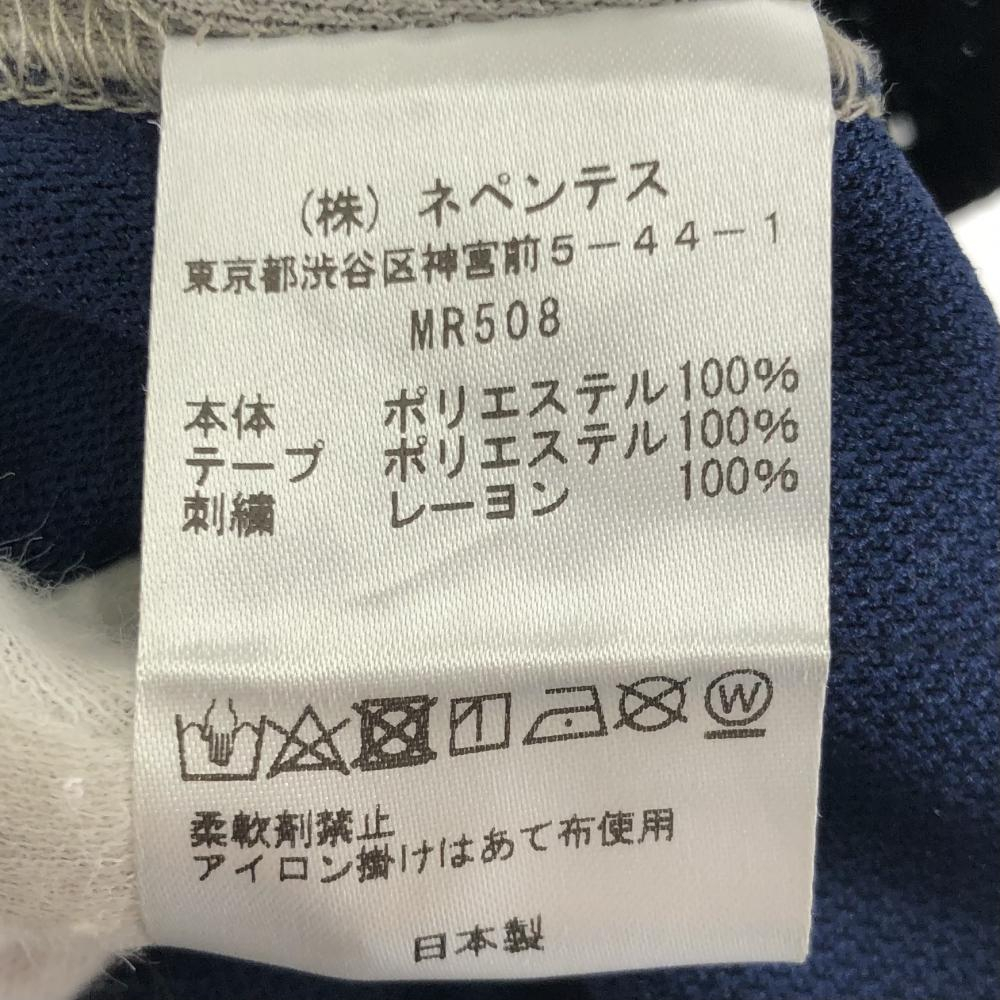 (株) ネペンテス
東京都渋谷区神宮前5-44-1
MR508
本体 ポリエステル100%
テープ ポリエステル100%
刺繍 レーヨン 100%
W
柔軟剤禁止
アイロン掛けはあて布使用
日本製